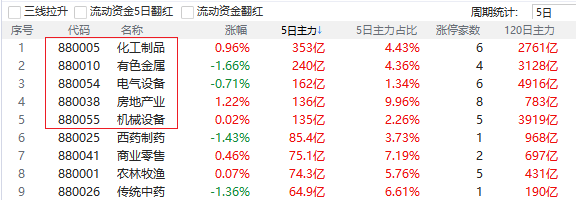 三线拉升 流动资金5日翻红 流动资金翻红 周期统计: 5日
序号 代码 名称 涨幅 5日主力↓ 5日主力占比 涨停家数 120日主力
1 880005 化工制品 0.96% 353亿 4.43% 6 2761亿
2 880010 有色金属 -1.66% 240亿 4.36% 4 3128亿
3 880054 电气设备 -0.71% 162亿 1.34% 6 4916亿
4 880038 房地产业 1.22% 136亿 9.96% 8 783亿
5 880055 机械设备 0.02% 135亿 2.26% 5 3919亿
6 880025 西药制药 -1.43% 85.4亿 3.73% 1 968亿
7 880041 商业零售 0.46% 75.1亿 7.19% 2 697亿
8 880001 农林牧渔 0.07% 74.3亿 5.76% 5 431亿
9 880026 传统中药 -1.36% 64.9亿 6.61% 1 190亿